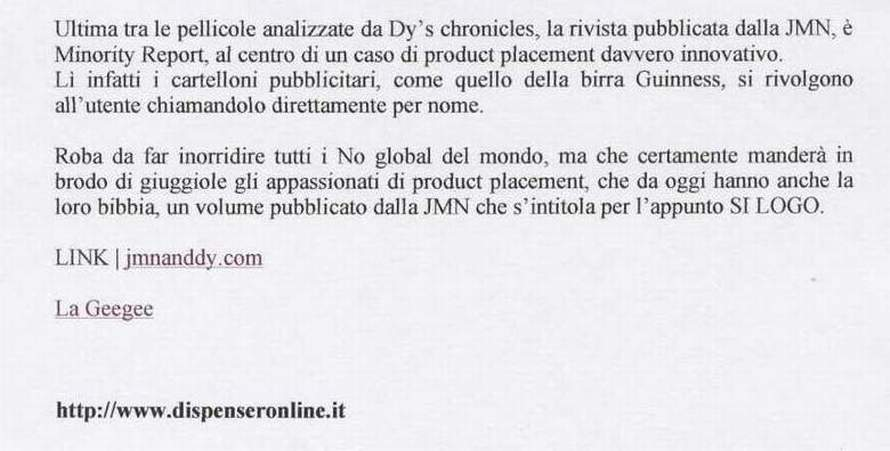 Ultima tra le pellicole analizzate da Dy's chronicles, la rivista pubblicata dalla JMN, è
Minority Report, al centro di un caso di product placement davvero innovativo.
Lì infatti i cartelloni pubblicitari, come quello della birra Guinness, si rivolgono
all'utente chiamandolo direttamente per nome.
Roba da far inorridire tutti i No global del mondo, ma che certamente manderà in
brodo di giuggiole gli appassionati di product placement, che da oggi hanno anche la
loro bibbia, un volume pubblicato dalla JMN che s'intitola per l'appunto SI LOGO.
LINK | jmnanddy.com
La Geegee
http://www.dispenseronline.it